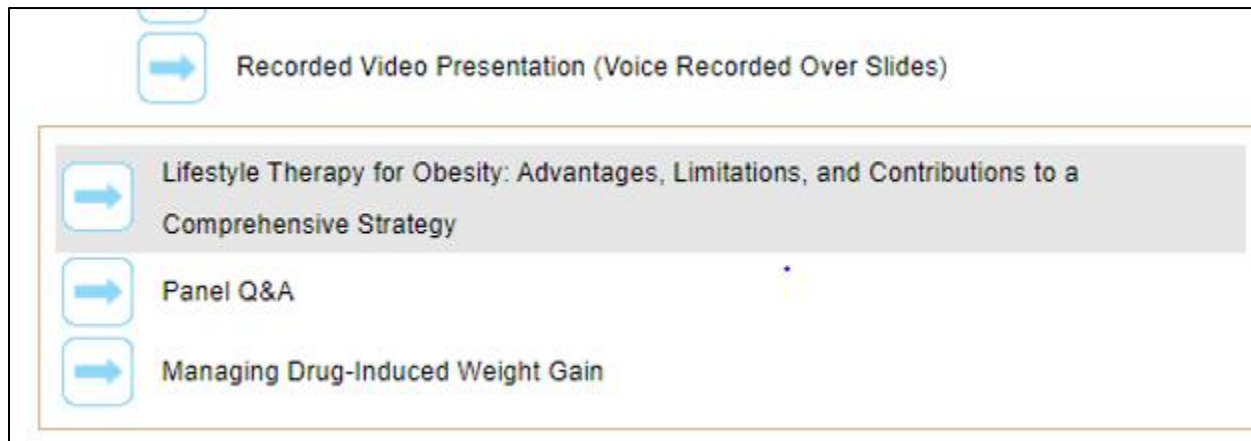 Recorded Video Presentation (Voice Recorded Over Slides)
Lifestyle Therapy for Obesity: Advantages, Limitations, and Contributions to a
Comprehensive Strategy
Panel Q&A
Managing Drug-Induced Weight Gain